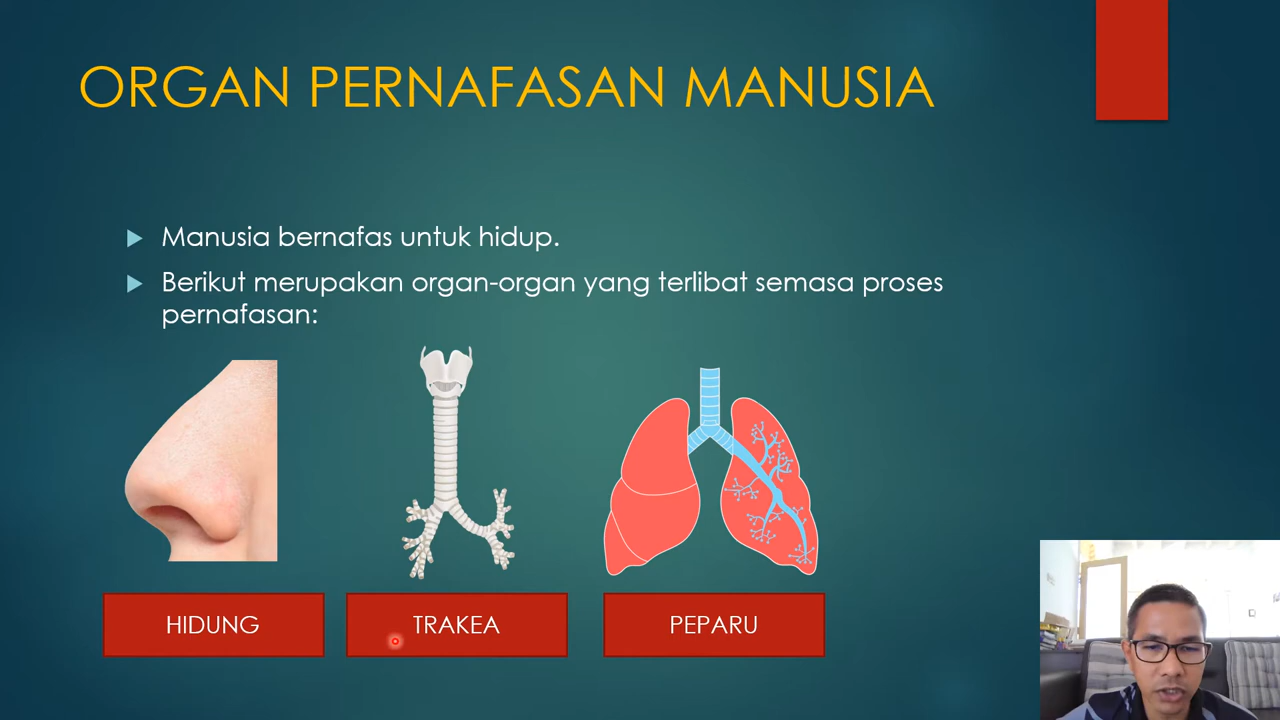 ORGAN PERNAFASAN MANUSIA
Manusia bernafas untuk hidup.
Berikut merupakan organ-organ yang terlibat semasa proses
pernafasan:
HIDUNG
TRAKEA
PEPARU